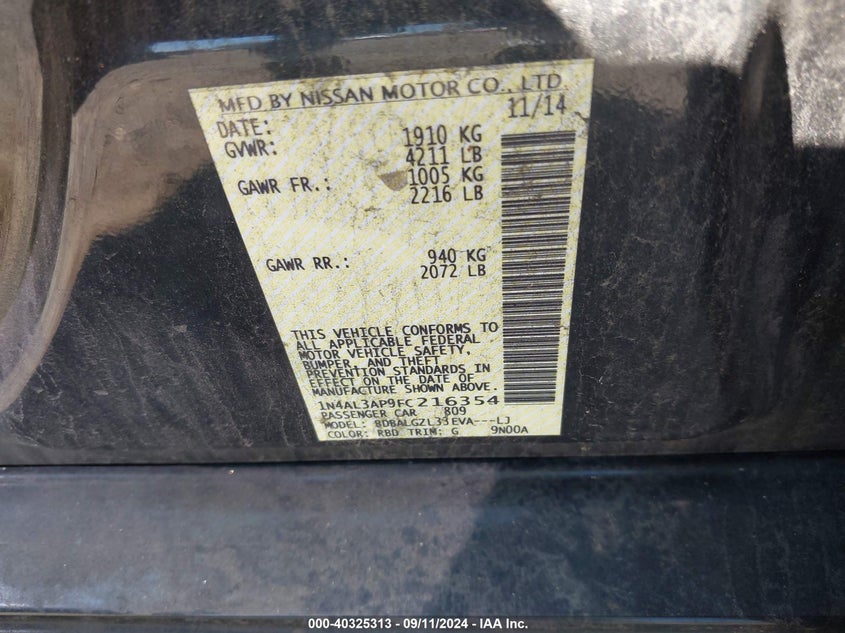 MFD BY NISSAN MOTOR CO., LTD.
DATE: 11/14
GVWR: 1910 KG
4211 LB
GAWR FR.: 1005 KG
2216 LB
GAWR RR.: 940 KG
2072 LB
THIS VEHICLE CONFORMS TO
ALL APPLICABLE FEDERAL
MOTOR VEHICLE SAFETY,
BUMPER, AND THEFT
PREVENTION STANDARDS IN
EFFECT ON THE DATE OF
MANUFACTURE SHOWN ABOVE.
1N4AL3AP9FC216354
PASSENGER CAR 809
MODEL: BDBALGZL33EVA---LJ
COLOR: RBD TRIM: G 9N00A
000-40325313 - 09/11/2024 - IAA Inc.